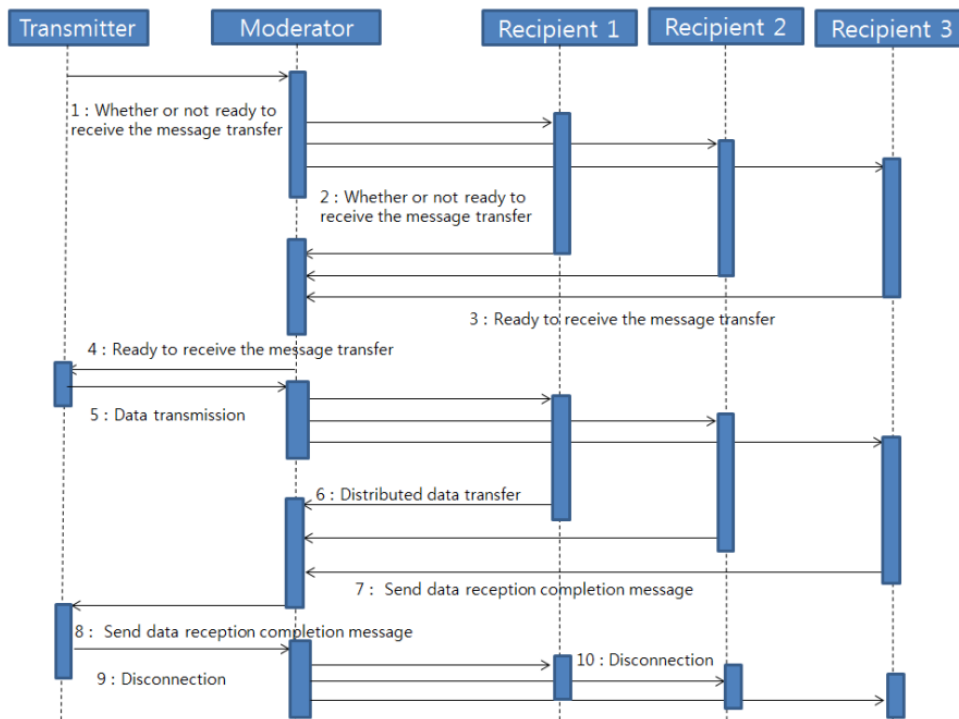 Transmitter
Moderator
Recipient 1
Recipient 2
Recipient 3
1 : Whether or not ready to
receive the message transfer
2 : Whether or not ready to
receive the message transfer
3 : Ready to receive the message transfer
4 : Ready to receive the message transfer
5 : Data transmission
6 : Distributed data transfer
7 : Send data reception completion message
8 : Send data reception completion message
9 : Disconnection
10 : Disconnection